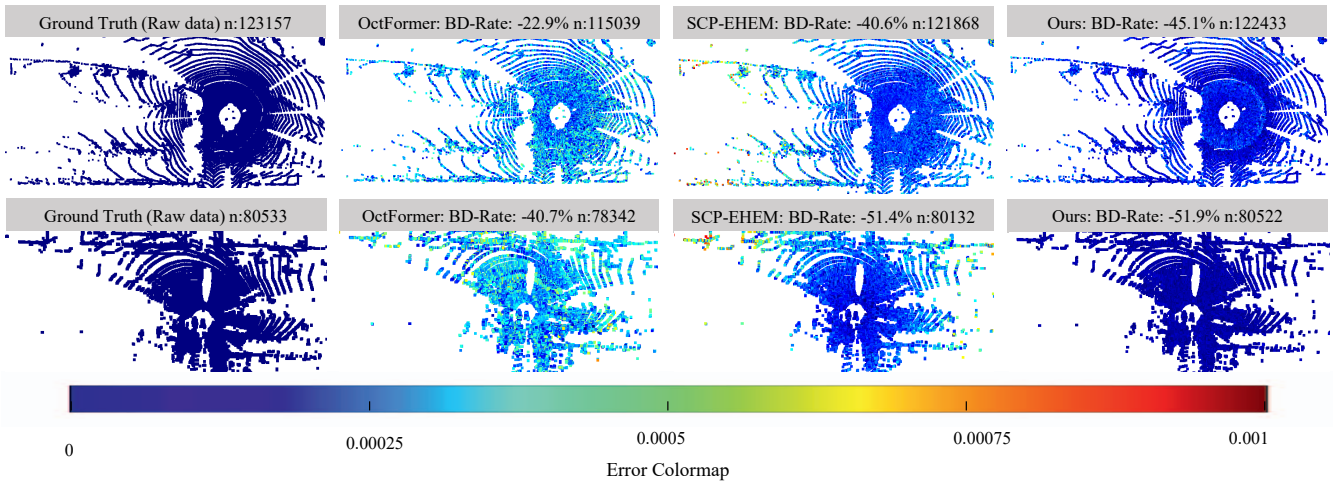 Ground Truth (Raw data) n:123157
OctFormer: BD-Rate: -22.9% n:115039
SCP-EHEM: BD-Rate: -40.6% n:121868
Ours: BD-Rate: -45.1% n:122433
Ground Truth (Raw data) n:80533
OctFormer: BD-Rate: -40.7% n:78342
SCP-EHEM: BD-Rate: -51.4% n:80132
Ours: BD-Rate: -51.9% n:80522
0
0.00025
0.0005
0.00075
0.001
Error Colormap